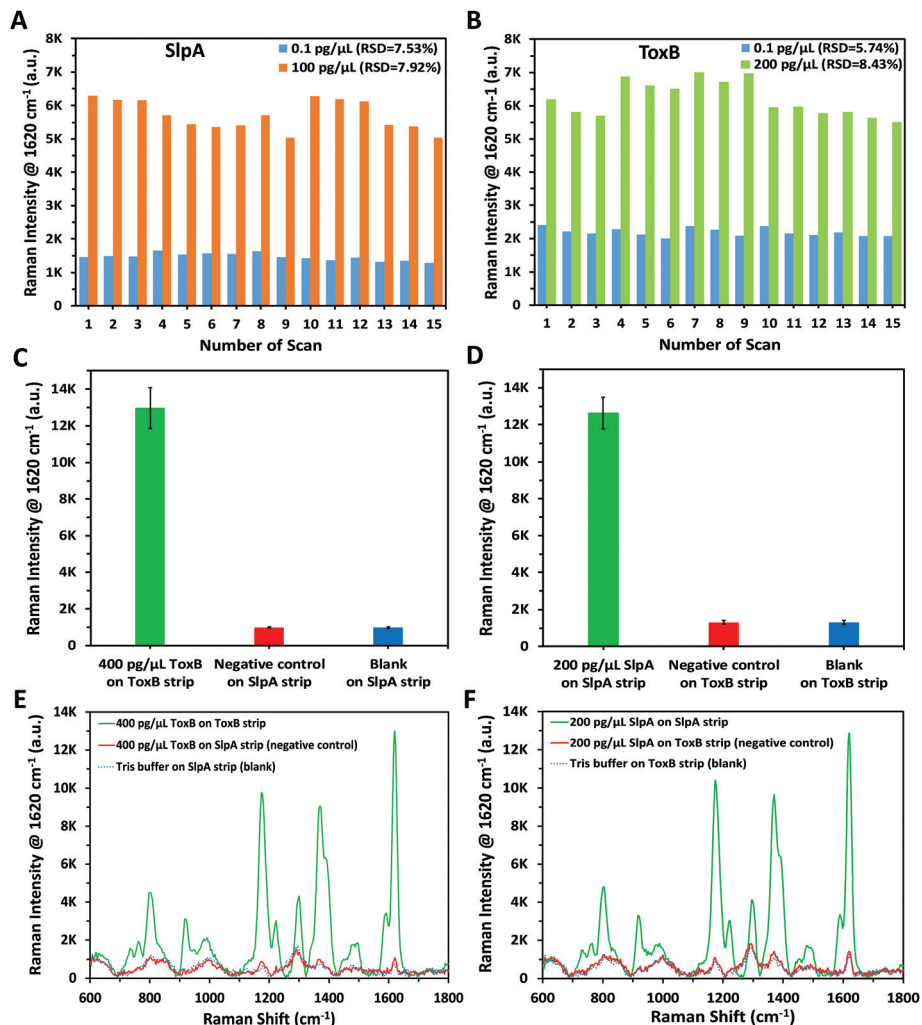 A
SlpA
0.1 pg/µL (RSD=7.53%)
100 pg/µL (RSD=7.92%)
Raman Intensity @ 1620 cm⁻¹ (a.u.)
8K
7K
6K
5K
4K
3K
2K
1K
0
1 2 3 4 5 6 7 8 9 10 11 12 13 14 15
Number of Scan
B
ToxB
0.1 pg/µL (RSD=5.74%)
200 pg/µL (RSD=8.43%)
Raman Intensity @ 1620 cm-1 (a.u.)
8K
7K
6K
5K
4K
3K
2K
1K
0
1 2 3 4 5 6 7 8 9 10 11 12 13 14 15
Number of Scan
C
Raman Intensity @ 1620 cm⁻¹ (a.u.)
14K
12K
10K
8K
6K
4K
2K
0
400 pg/µL ToxB Negative control Blank
on ToxB strip on SlpA strip on SlpA strip
D
Raman Intensity @ 1620 cm⁻¹ (a.u.)
14K
12K
10K
8K
6K
4K
2K
0
200 pg/µL SlpA Negative control Blank
on SlpA strip on ToxB strip on ToxB strip
E
400 pg/µL ToxB on ToxB strip
400 pg/µL ToxB on SlpA strip (negative control)
Tris buffer on SlpA strip (blank)
Raman Intensity @ 1620 cm⁻¹ (a.u.)
14K
12K
10K
8K
6K
4K
2K
0
600 800 1000 1200 1400 1600 1800
Raman Shift (cm⁻¹)
F
200 pg/µL SlpA on SlpA strip
200 pg/µL SlpA on ToxB strip (negative control)
Tris buffer on ToxB strip (blank)
Raman Intensity @ 1620 cm⁻¹ (a.u.)
14K
12K
10K
8K
6K
4K
2K
0
600 800 1000 1200 1400 1600 1800
Raman Shift (cm⁻¹)